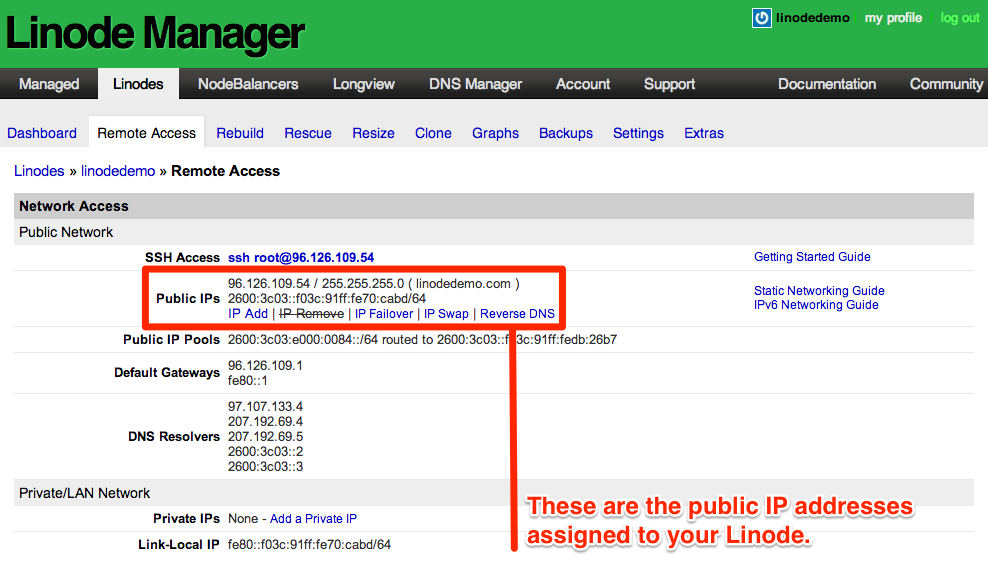 Linode Manager
linodedemo my profile log out
Managed Linodes NodeBalancers Longview DNS Manager Account Support Documentation Community
Dashboard Remote Access Rebuild Rescue Resize Clone Graphs Backups Settings Extras
Linodes » linodedemo » Remote Access
Network Access
Public Network
SSH Access ssh root@96.126.109.54 Getting Started Guide
Public IPs
96.126.109.54 / 255.255.255.0 ( linodedemo.com )
2600:3c03::f03c:91ff:fe70:cabd/64
IP Add | IP Remove | IP Failover | IP Swap | Reverse DNS
Static Networking Guide
IPv6 Networking Guide
Public IP Pools 2600:3c03:e000:0084::/64 routed to 2600:3c03::f03c:91ff:fedb:26b7
Default Gateways
96.126.109.1
fe80::1
DNS Resolvers
97.107.133.4
207.192.69.4
207.192.69.5
2600:3c03::2
2600:3c03::3
Private/LAN Network
Private IPs None - Add a Private IP
Link-Local IP fe80::f03c:91ff:fe70:cabd/64
These are the public IP addresses
assigned to your Linode.